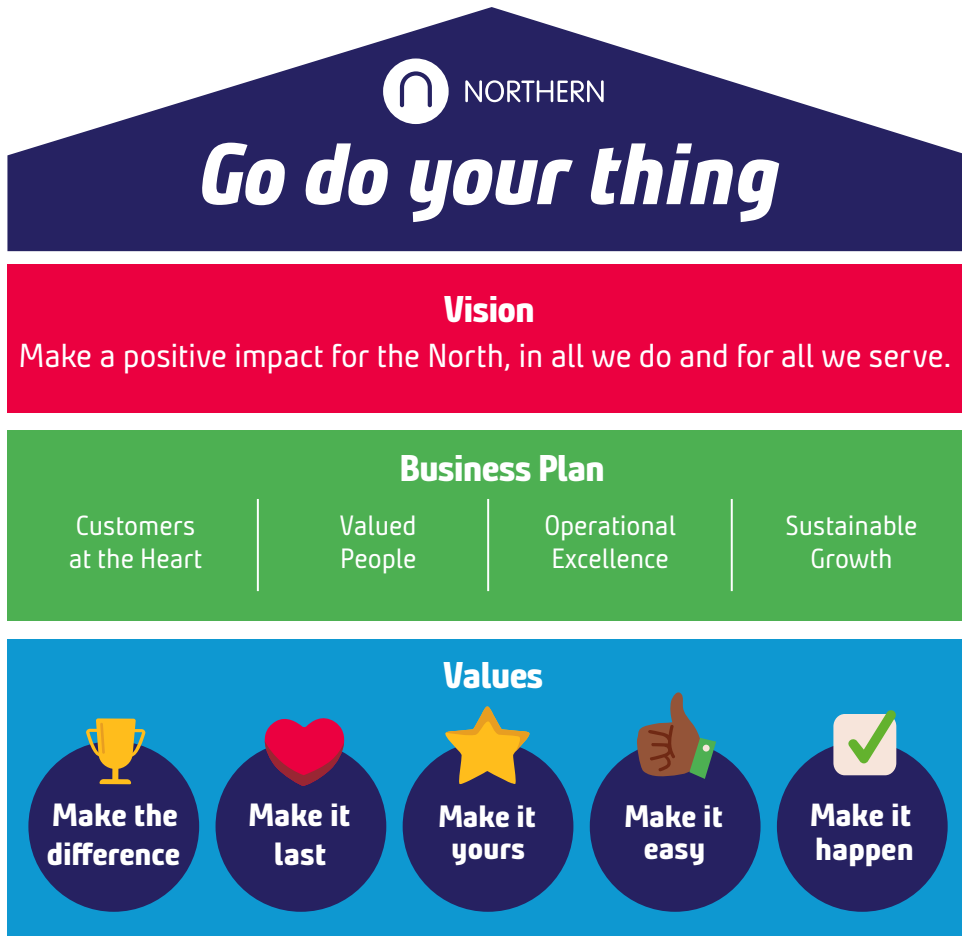 NORTHERN
Go do your thing
Vision
Make a positive impact for the North, in all we do and for all we serve.
Business Plan
Customers
at the Heart
Valued
People
Operational
Excellence
Sustainable
Growth
Values
Make the
difference
Make it
last
Make it
yours
Make it
easy
Make it
happen